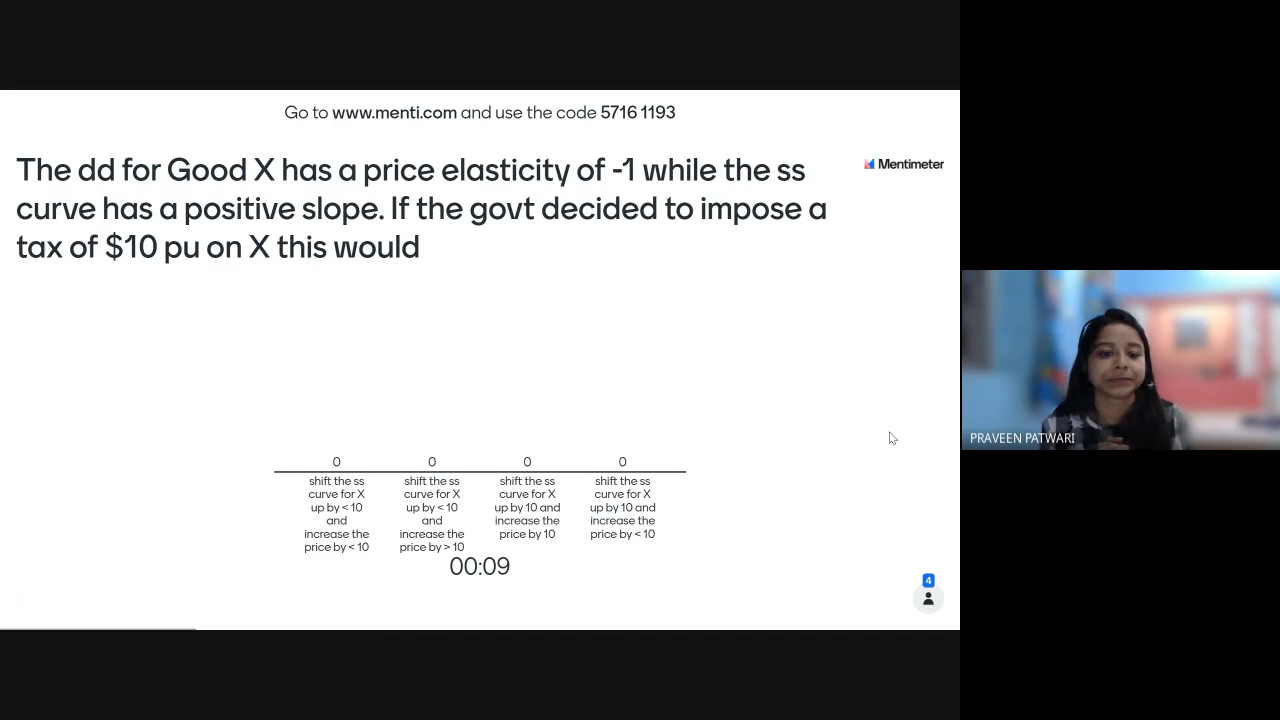 Go to www.menti.com and use the code 5716 1193
The dd for Good X has a price elasticity of -1 while the ss
curve has a positive slope. If the govt decided to impose a
tax of $10 pu on X this would
Mentimeter
0
shift the ss
curve for X
up by < 10
and
increase the
price by < 10
0
shift the ss
curve for X
up by < 10
and
increase the
price by > 10
0
shift the ss
curve for X
up by 10 and
increase the
price by 10
0
shift the ss
curve for X
up by 10 and
increase the
price by < 10
00:09
4
PRAVEEN PATWARI